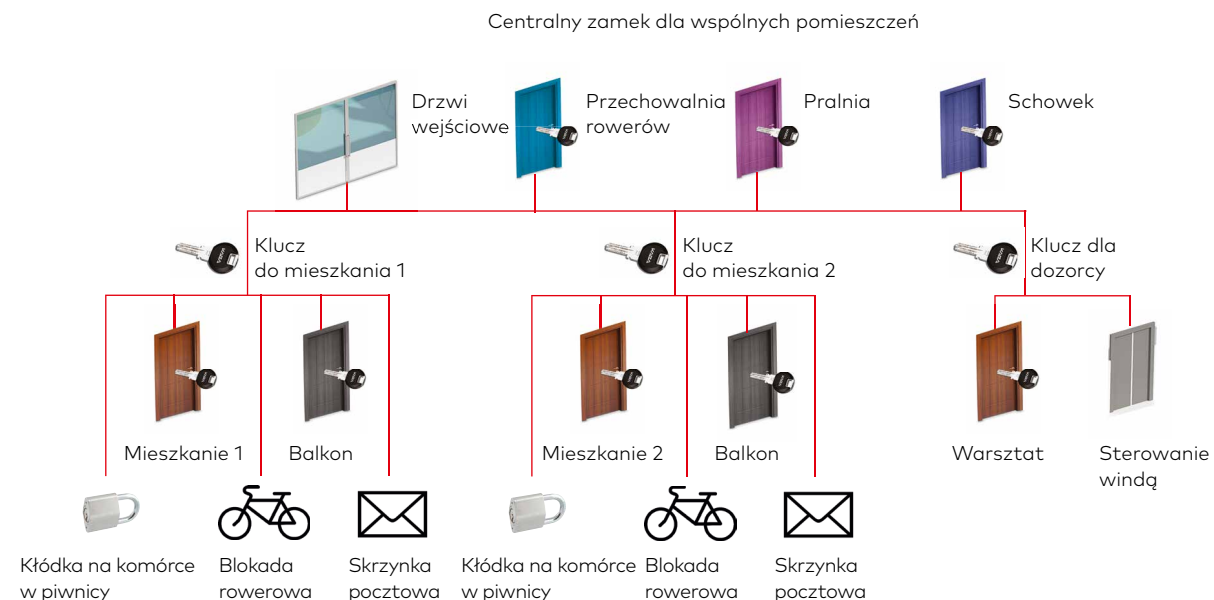 Centralny zamek dla wspólnych pomieszczeń
Drzwi
wejściowe
Przechowalnia
rowerów
Pralnia
Schowek
Klucz
do mieszkania 1
Klucz
do mieszkania 2
Klucz dla
dozorcy
Mieszkanie 1
Balkon
Mieszkanie 2
Balkon
Warsztat
Sterowanie
windą
Kłódka na komórce
w piwnicy
Blokada
rowerowa
Skrzynka
pocztowa
Kłódka na komórce
w piwnicy
Blokada
rowerowa
Skrzynka
pocztowa